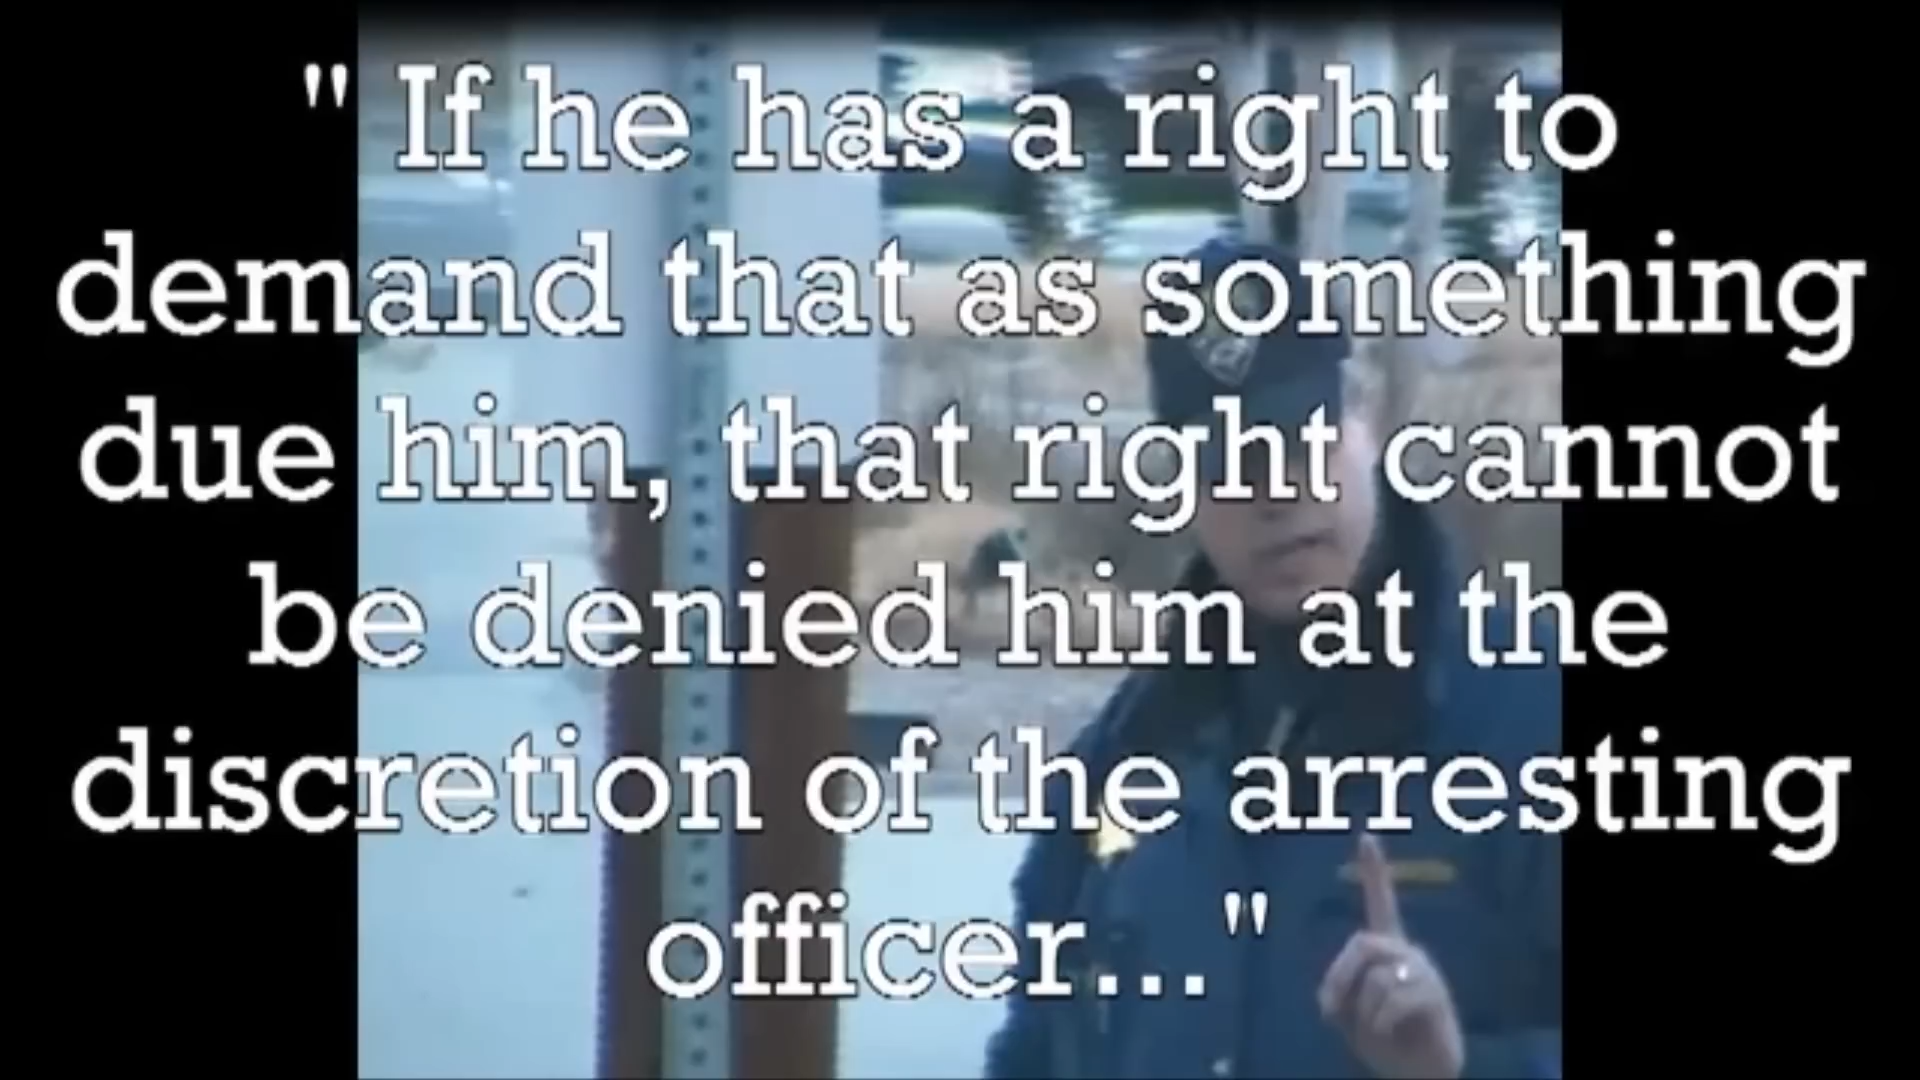 " If he has a right to
demand that as something
due him, that right cannot
be denied him at the
discretion of the arresting
officer..."